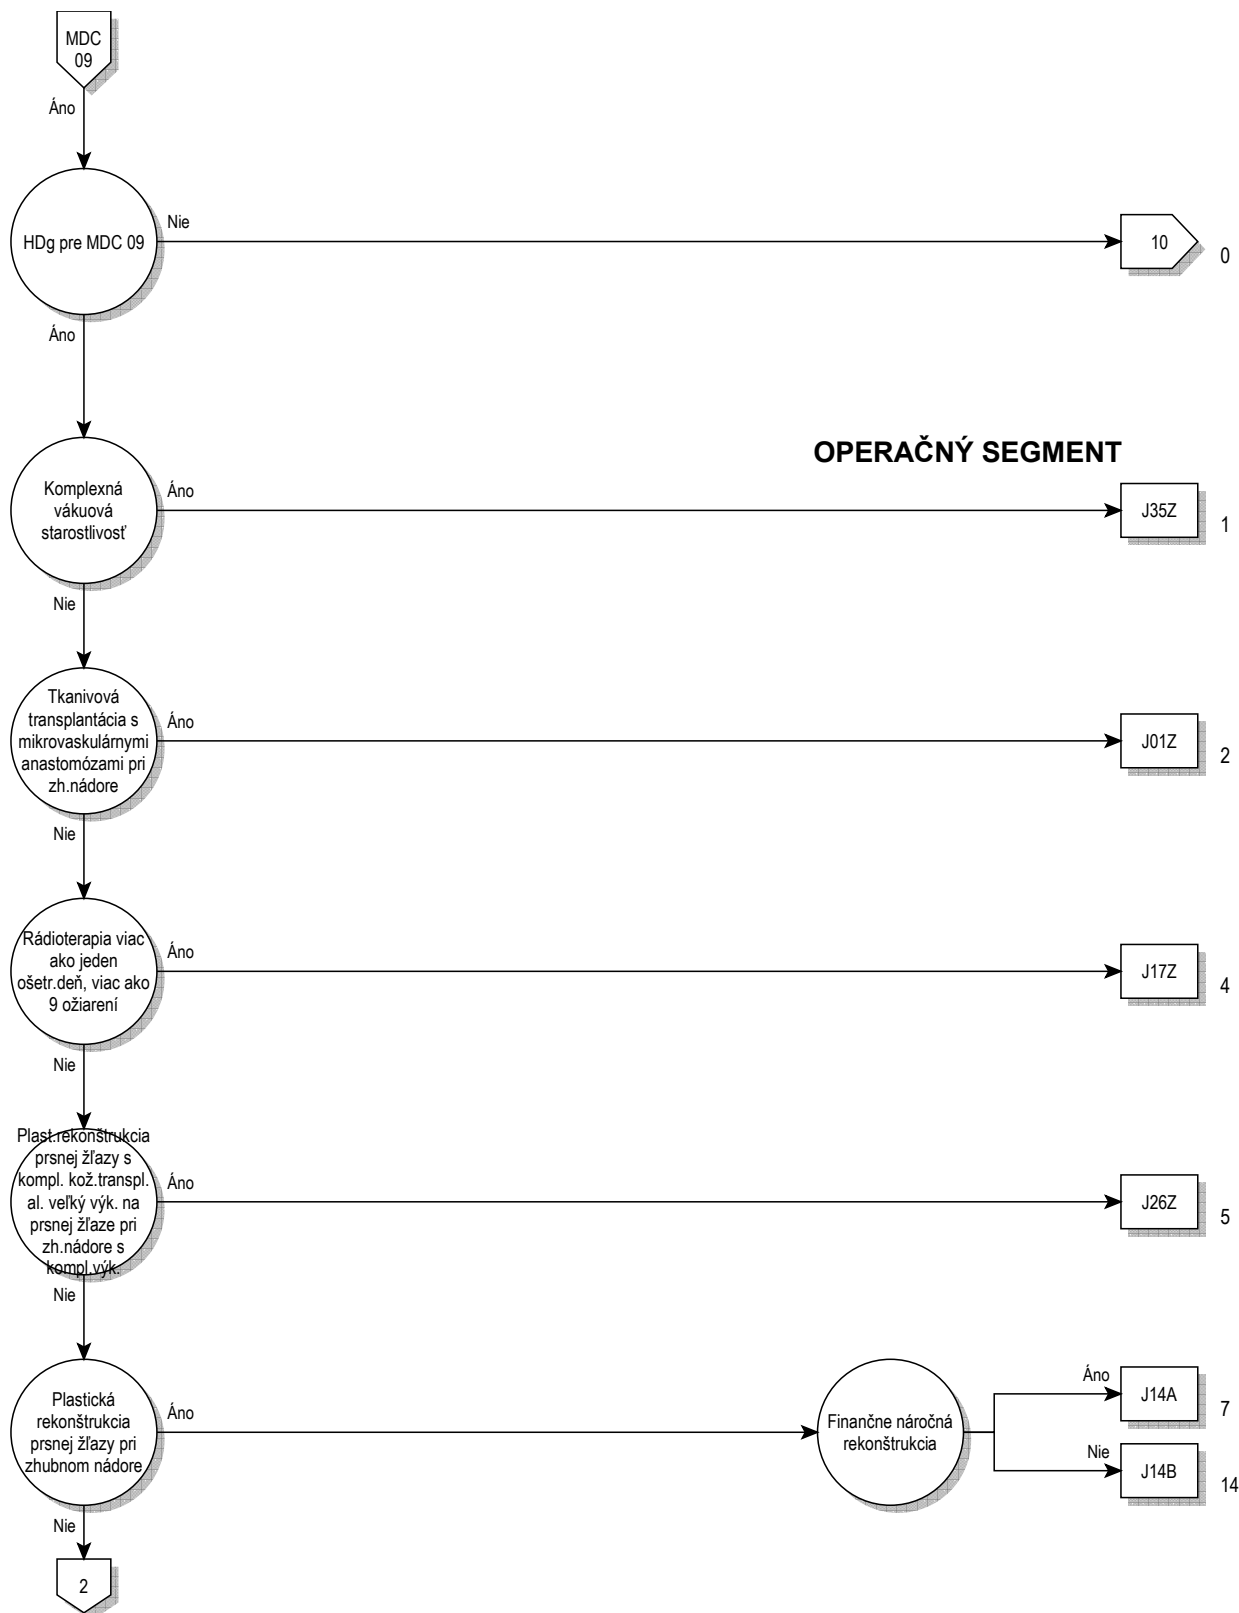 MDC
09
Áno
HDg pre MDC 09
Nie
10
0
Áno
OPERAČNÝ SEGMENT
Komplexná
vákuová
starostlivosť
Áno
J35Z
1
Nie
Tkanivová
transplantácia s
mikrovaskulárnymi
anastomózami pri
zh.nádore
Áno
J01Z
2
Nie
Rádioterapia viac
ako jeden
ošetr.deň, viac ako
9 ožiarení
Áno
J17Z
4
Nie
Plast.rekonštrukcia
prsnej žľazy s
kompl. kož.transpl.
al. veľký výk. na
prsnej žľaze pri
zh.nádore s
kompl.výk.
Áno
J26Z
5
Nie
Plastická
rekonštrukcia
prsnej žľazy pri
zhubnom nádore
Áno
Finančne náročná
rekonštrukcia
Áno
J14A
7
Nie
J14B
14
Nie
2